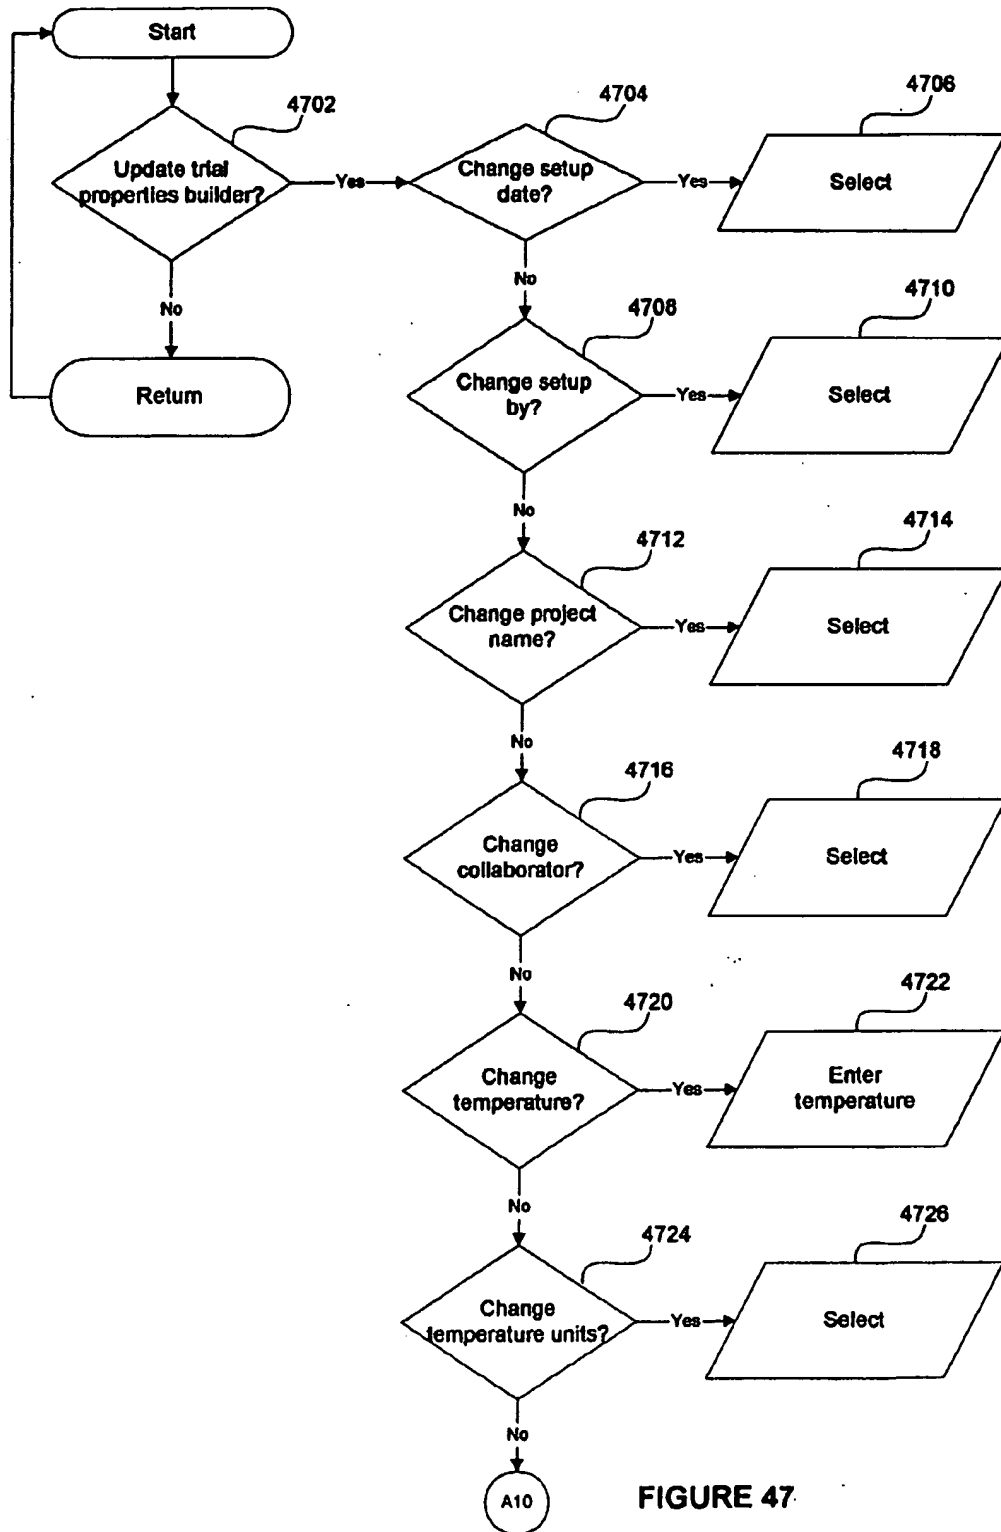 Start
4702
Update trial
properties builder?
Yes
No
Return
4704
Change setup
date?
Yes
4706
Select
No
4708
Change setup
by?
Yes
4710
Select
No
4712
Change project
name?
Yes
4714
Select
No
4716
Change
collaborator?
Yes
4718
Select
No
4720
Change
temperature?
Yes
4722
Enter
temperature
No
4724
Change
temperature units?
Yes
4726
Select
No
A10
FIGURE 47